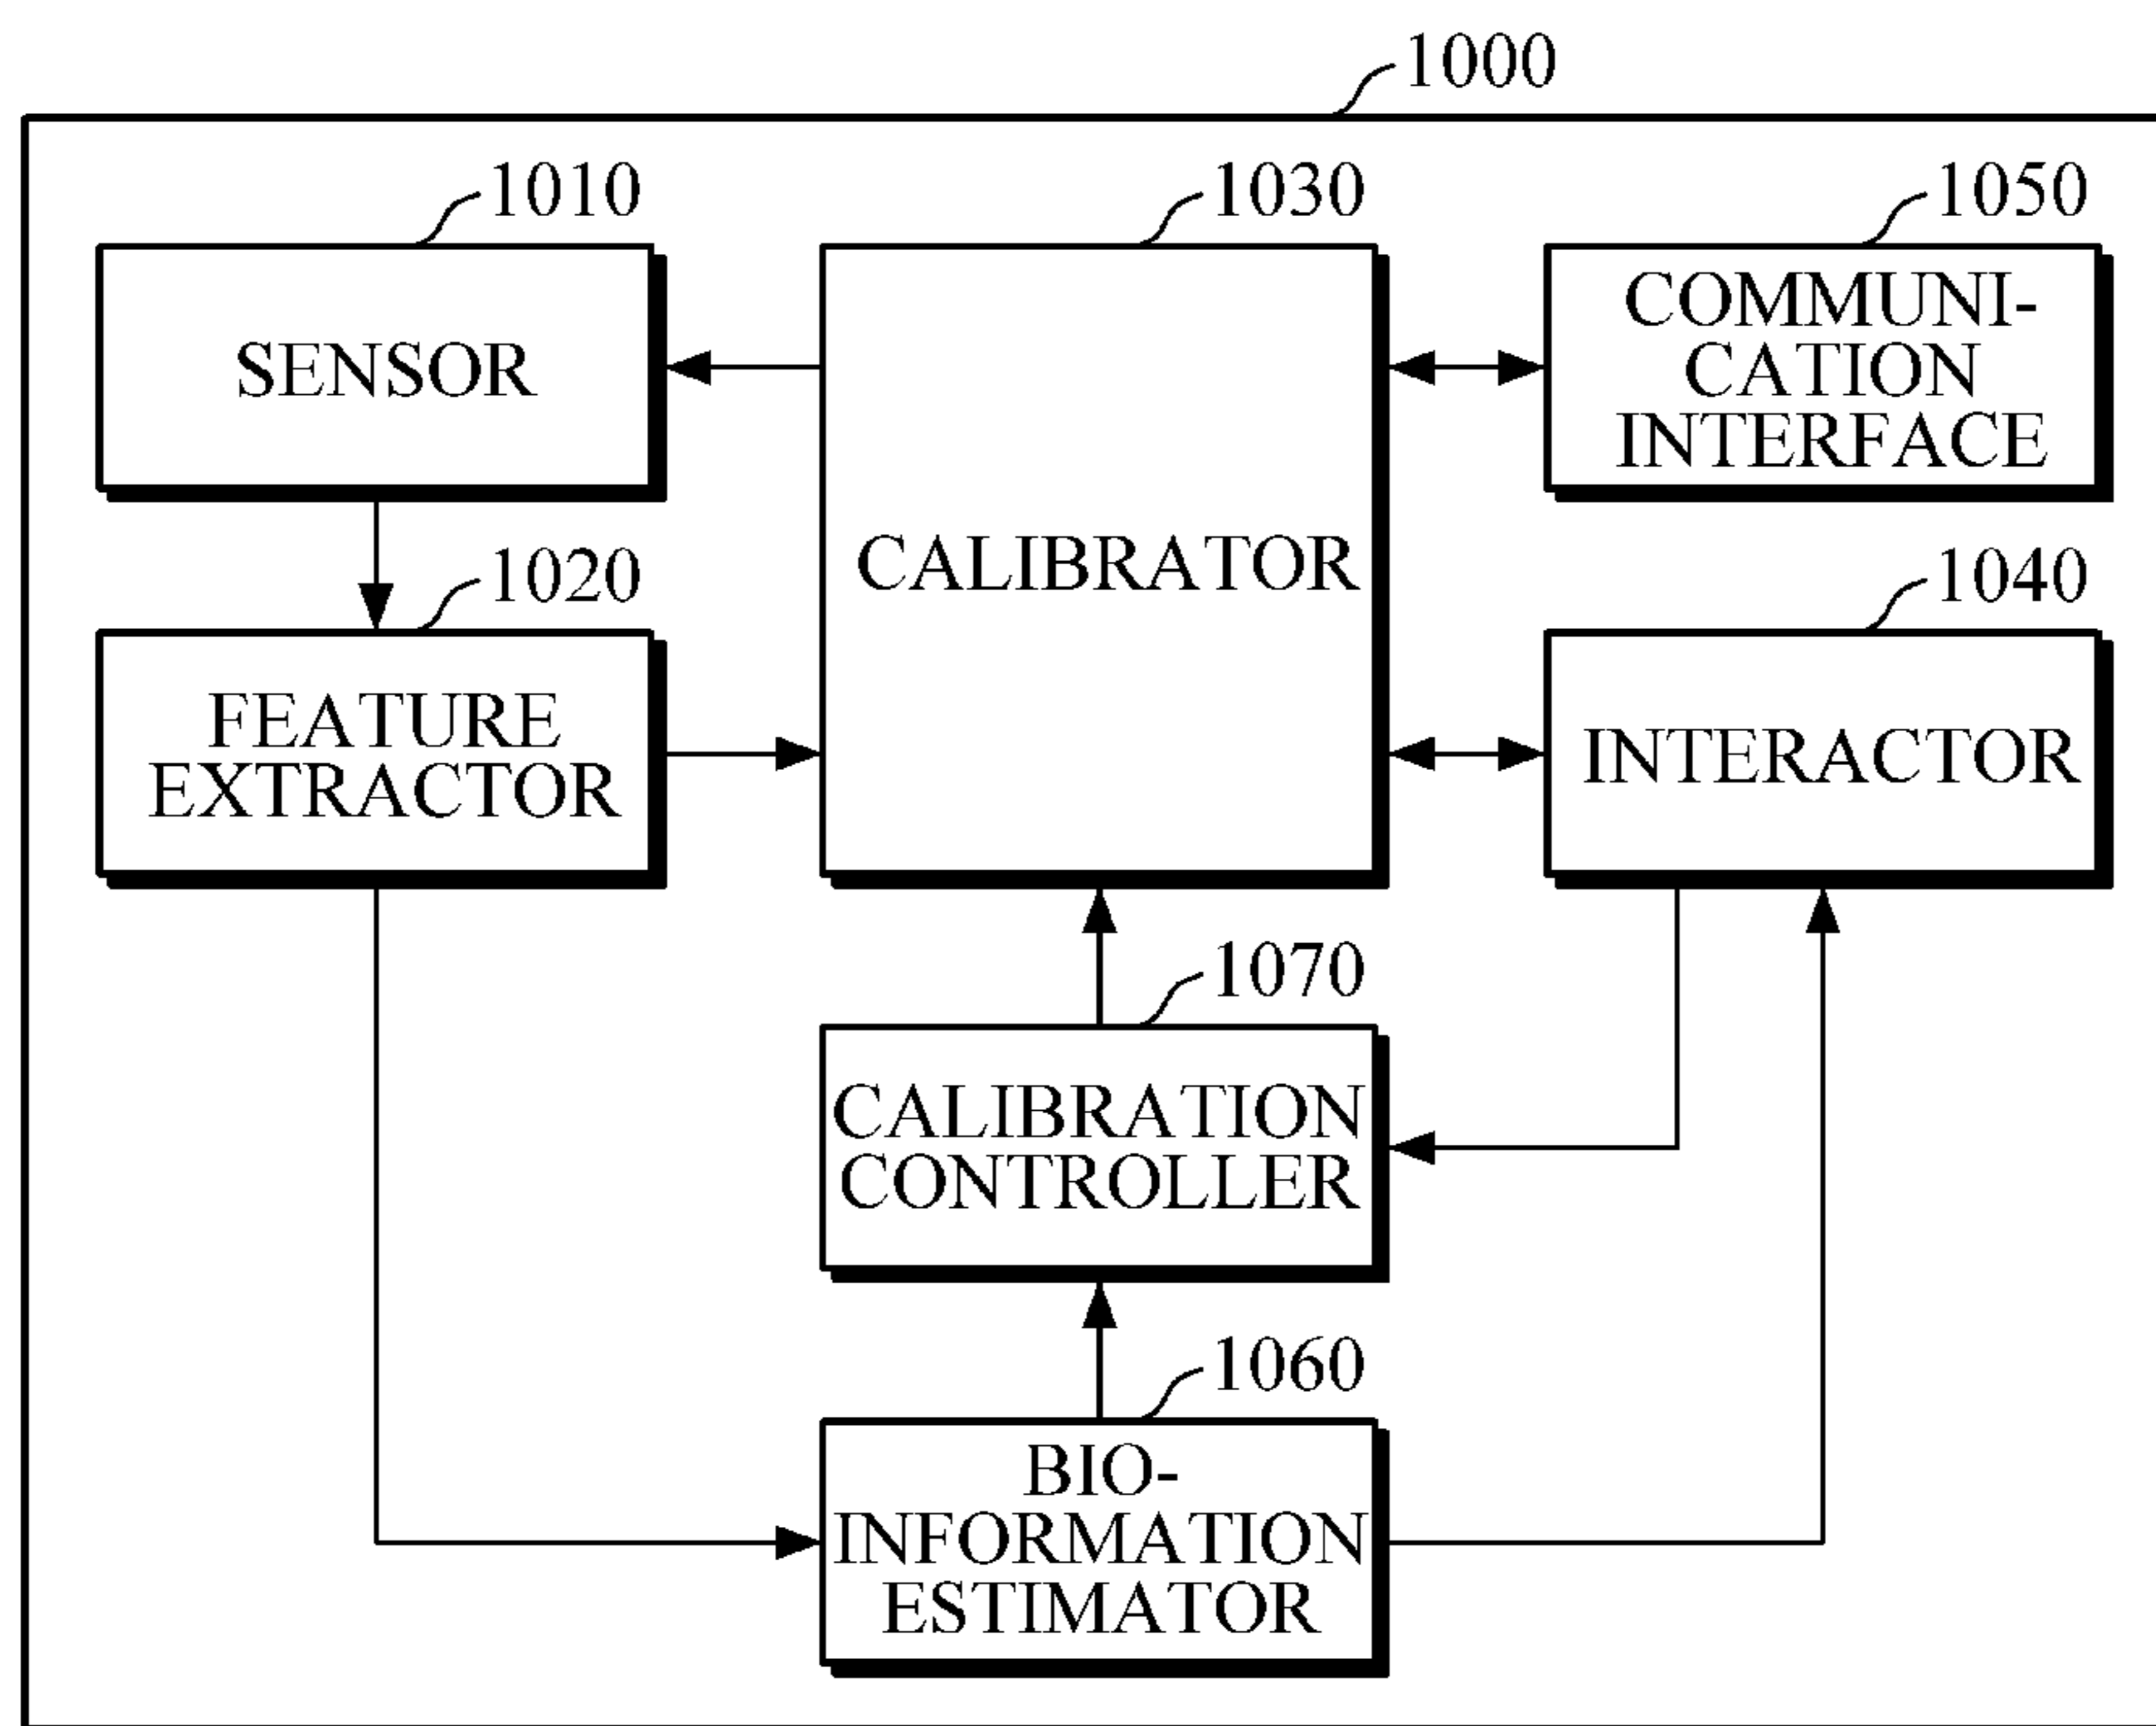 1000
1010
1030
1050
SENSOR
CALIBRATOR
COMMUNI-
CATION
INTERFACE
1020
1040
FEATURE
EXTRACTOR
INTERACTOR
1070
CALIBRATION
CONTROLLER
1060
BIO-
INFORMATION
ESTIMATOR